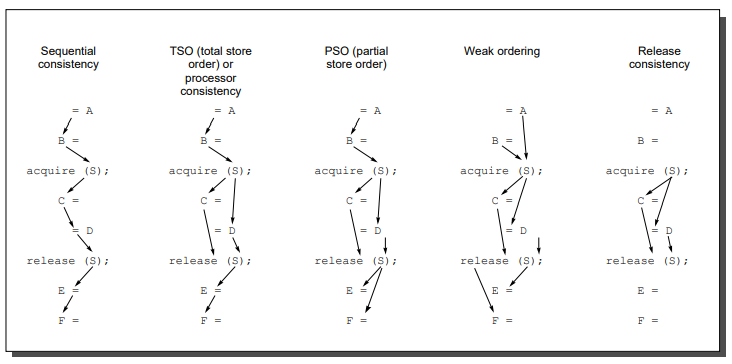 Sequential
consistency
= A
B =
acquire (S);
C =
= D
release (S);
E =
F =
TSO (total store
order) or
processor
consistency
= A
B =
acquire (S);
C =
= D
release (S);
E =
F =
PSO (partial
store order)
= A
B =
acquire (S);
C =
= D
release (S);
E =
F =
Weak ordering
= A
B =
acquire (S);
C =
= D
release (S);
E =
F =
Release
consistency
= A
B =
acquire (S);
C =
= D
release (S);
E =
F =